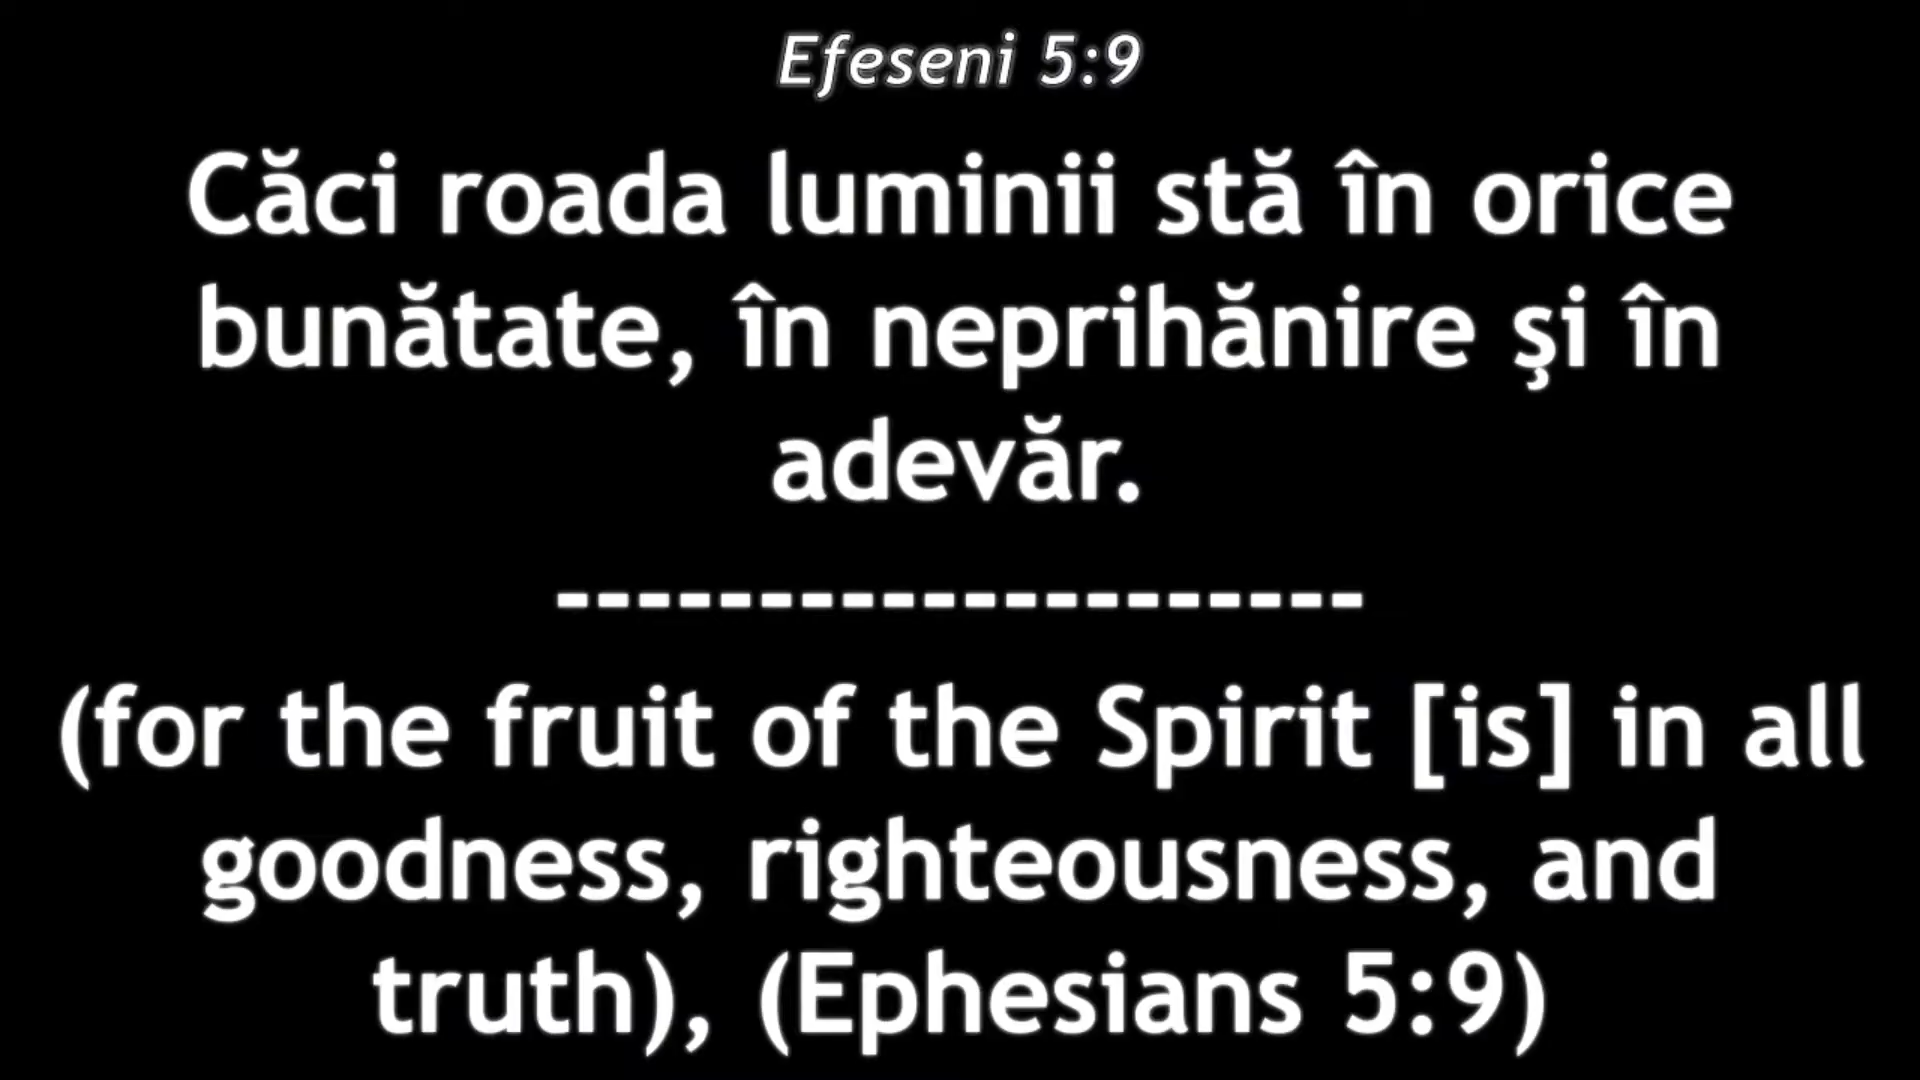 Efeseni 5:9
Căci roada luminii stă în orice
bunătate, în neprihănire şi în
adevăr.
--------------------
(for the fruit of the Spirit [is] in all
goodness, righteousness, and
truth), (Ephesians 5:9)